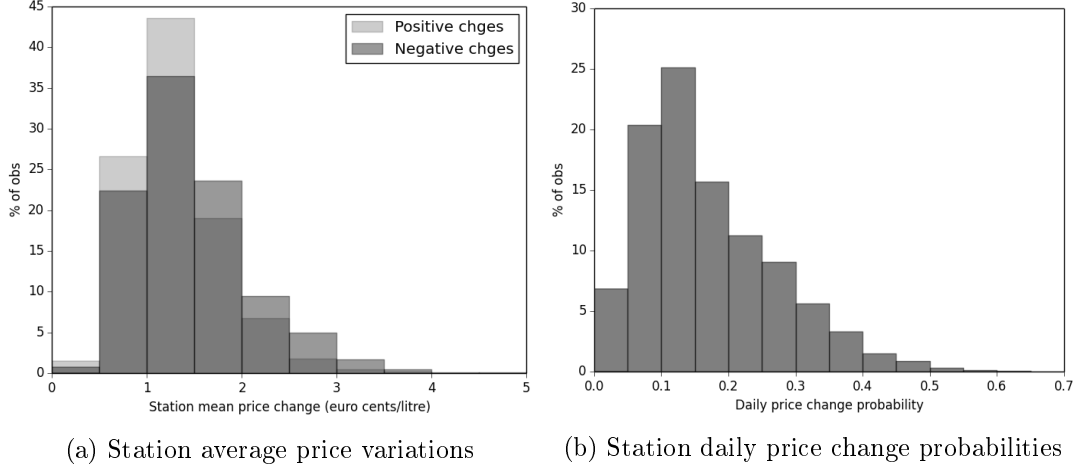 45
40
35
30
25
20
15
10
5
0
% of obs
Positive chges
Negative chges
0 1 2 3 4 5
Station mean price change (euro cents/litre)
(a) Station average price variations
30
25
20
15
10
5
0
% of obs
0.0 0.1 0.2 0.3 0.4 0.5 0.6 0.7
Daily price change probability
(b) Station daily price change probabilities